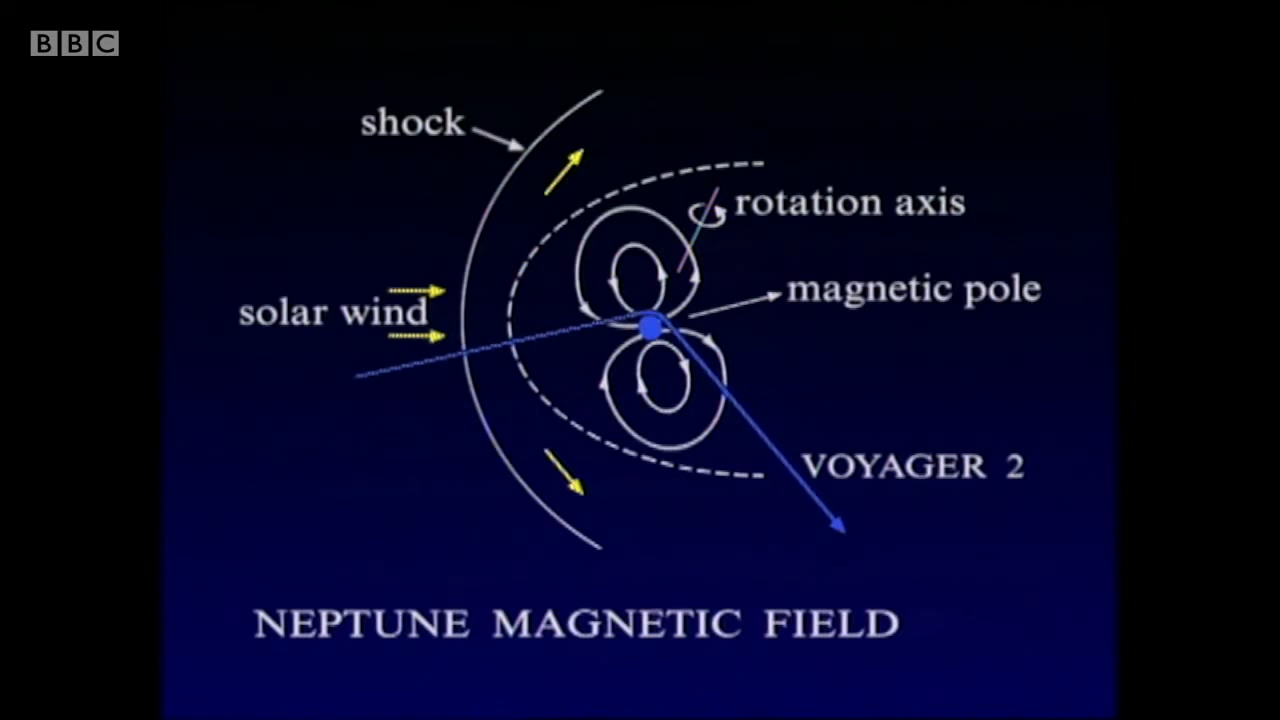 BBC
shock
rotation axis
magnetic pole
solar wind
VOYAGER 2
NEPTUNE MAGNETIC FIELD